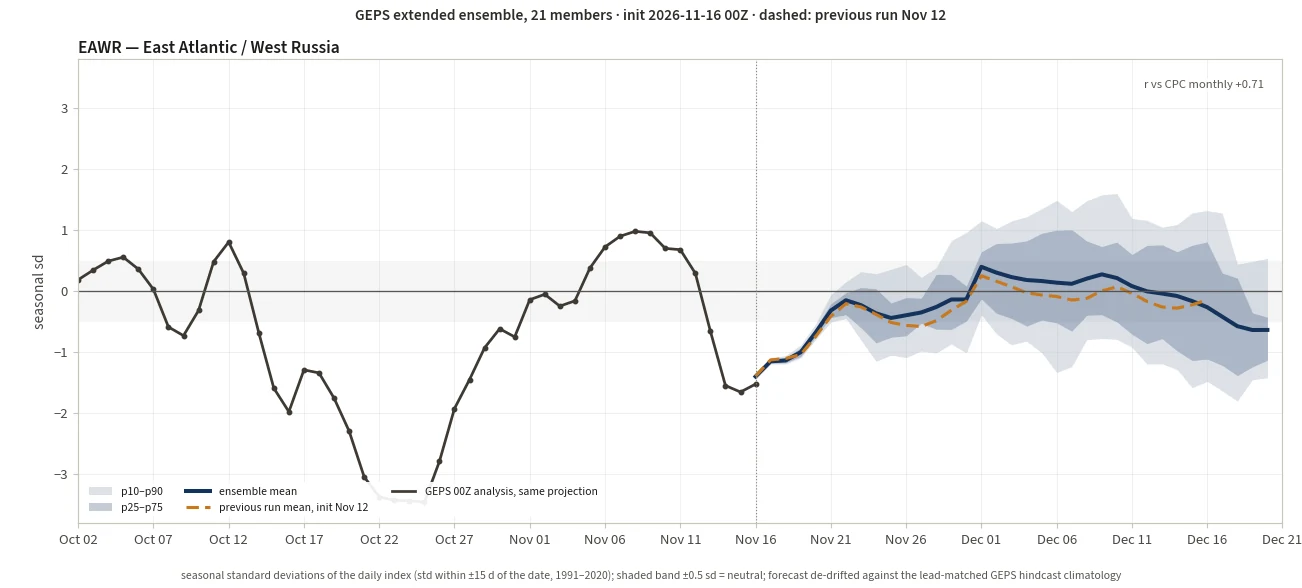 GEPS extended ensemble, 21 members · init 2026-11-16 00Z · dashed: previous run Nov 12
EAWR — East Atlantic / West Russia
r vs CPC monthly +0.71
seasonal sd
3
2
1
0
−1
−2
−3
p10–p90
ensemble mean
GEPS 00Z analysis, same projection
p25–p75
previous run mean, init Nov 12
Oct 02 Oct 07 Oct 12 Oct 17 Oct 22 Oct 27 Nov 01 Nov 06 Nov 11 Nov 16 Nov 21 Nov 26 Dec 01 Dec 06 Dec 11 Dec 16 Dec 21
seasonal standard deviations of the daily index (std within ±15 d of the date, 1991–2020); shaded band ±0.5 sd = neutral; forecast de-drifted against the lead-matched GEPS hindcast climatology